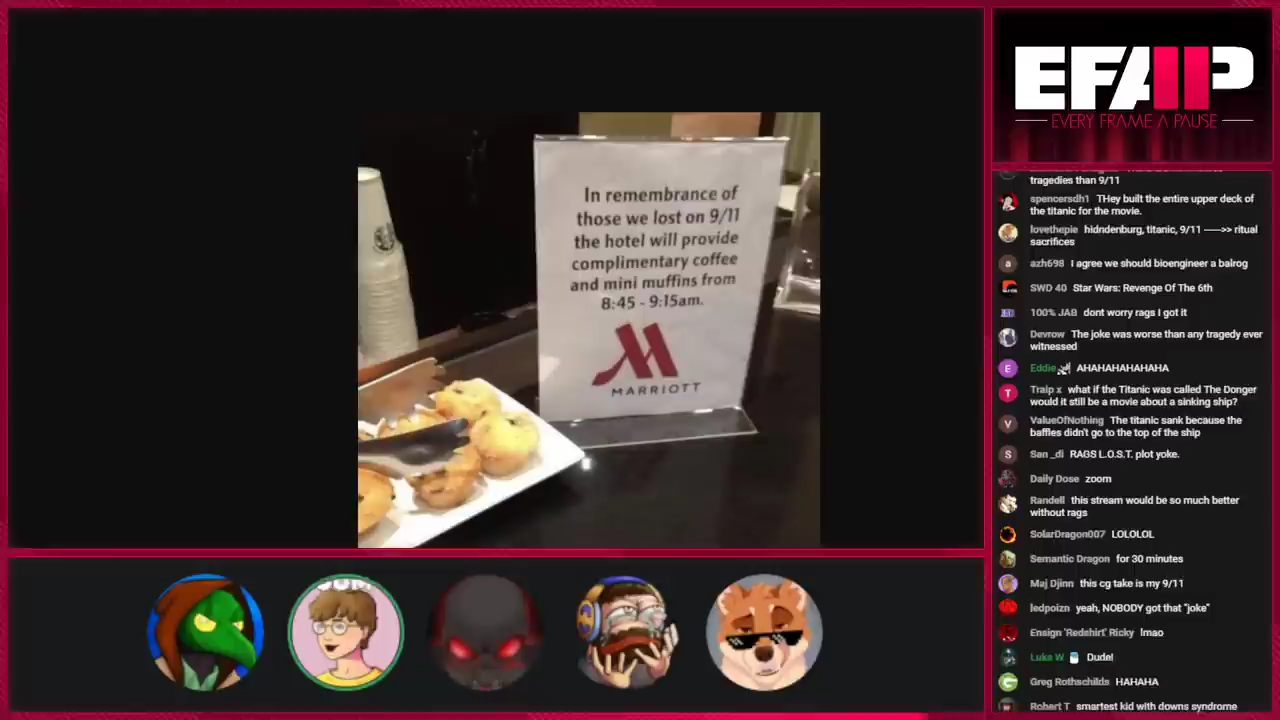 In remembrance of
those we lost on 9/11
the hotel will provide
complimentary coffee
and mini muffins from
8:45 - 9:15am.
MARRIOTT
EFAP
EVERY FRAME A PAUSE
tragedies than 9/11
spencersdh1 THey built the entire upper deck of
the titanic for the movie.
lovethepie hidndenburg, titanic, 9/11 ----->> ritual
sacrifices
azh698 I agree we should bioengineer a balrog
SWD 40 Star Wars: Revenge Of The 6th
100% JAB dont worry rags I got it
Devrow The joke was worse than any tragedy ever
witnessed
Eddie AHAHAHAHAHAHA
Traip x what if the Titanic was called The Donger
would it still be a movie about a sinking ship?
ValueOfNothing The titanic sank because the
baffles didn't go to the top of the ship
San _di RAGS L.O.S.T. plot yoke.
Daily Dose zoom
Randell this stream would be so much better
without rags
SolarDragon007 LOLOLOL
Semantic Dragon for 30 minutes
Maj Djinn this cg take is my 9/11
ledpoizn yeah, NOBODY got that "joke"
Ensign 'Redshirt' Ricky lmao
Luke W Dude!
Greg Rothschilds HAHAHA
Robert T smartest kid with downs syndrome